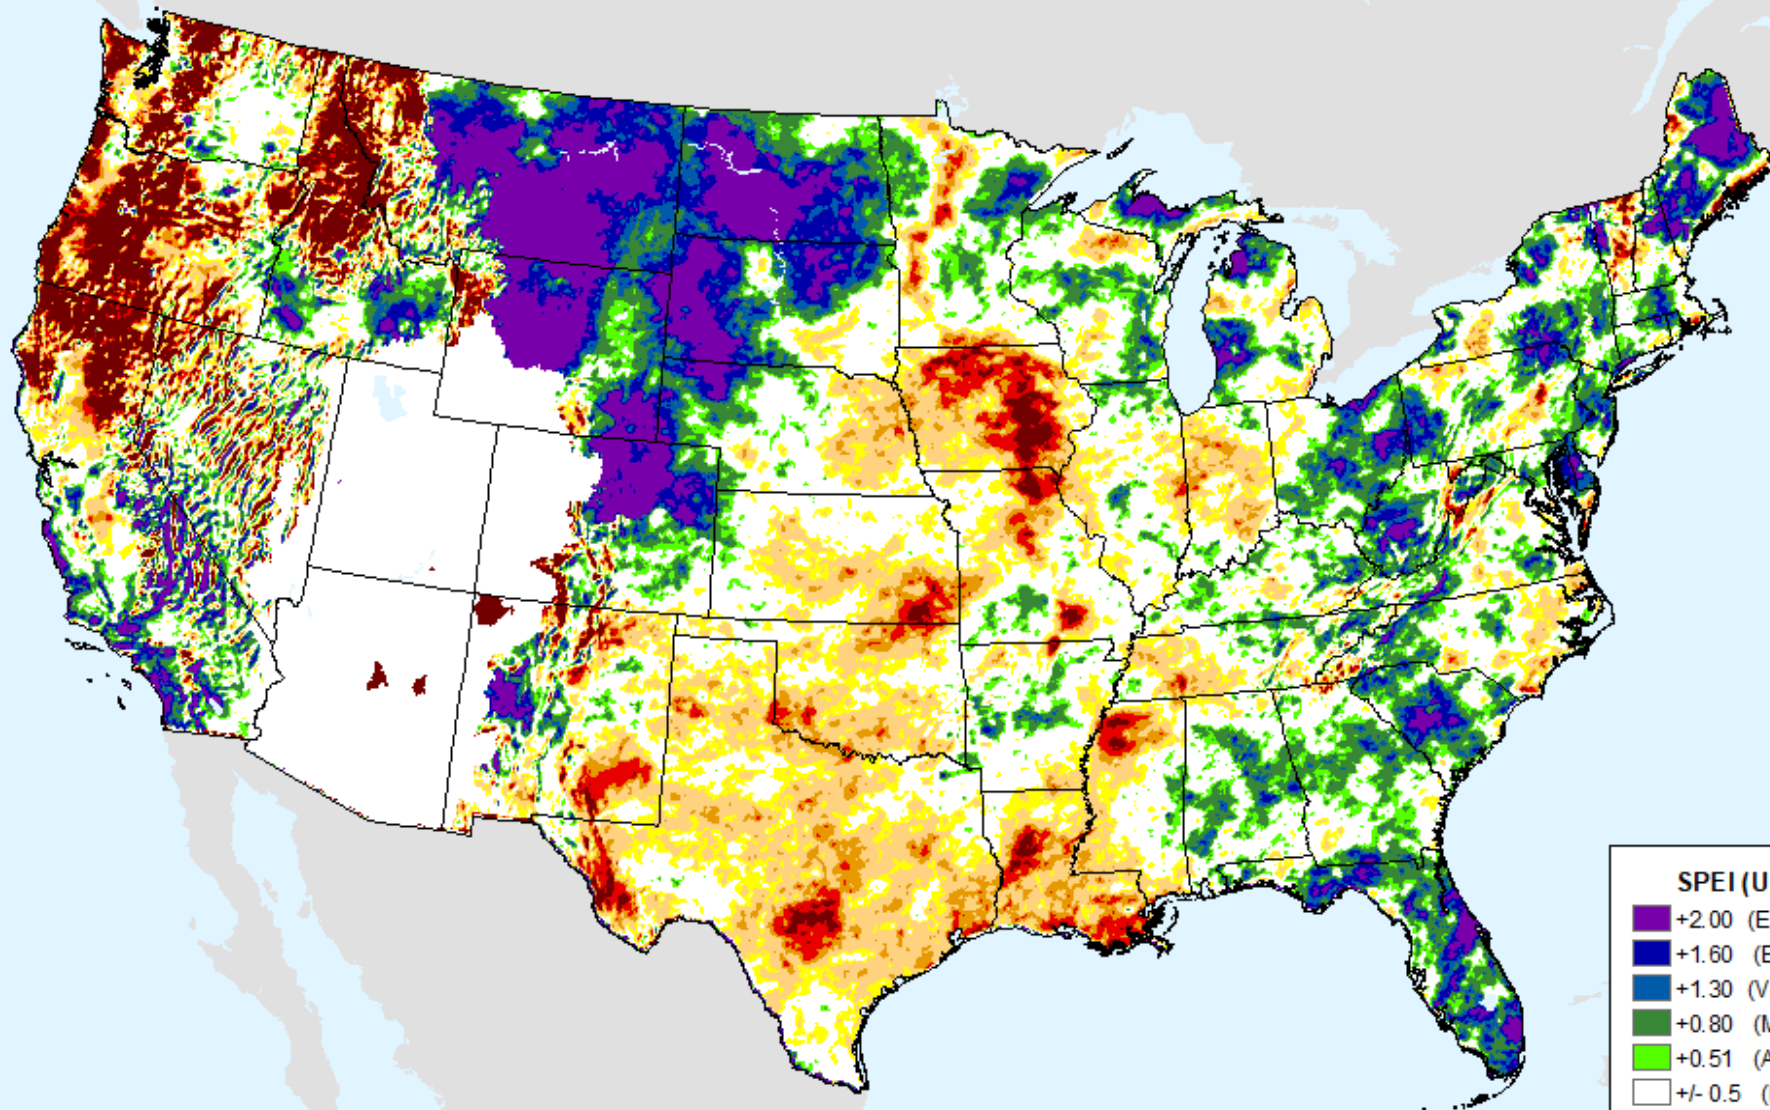 SPEI (U
+2.00 (E
+1.60 (E
+1.30 (V
+0.80 (M
+0.51 (A
+/- 0.5 (